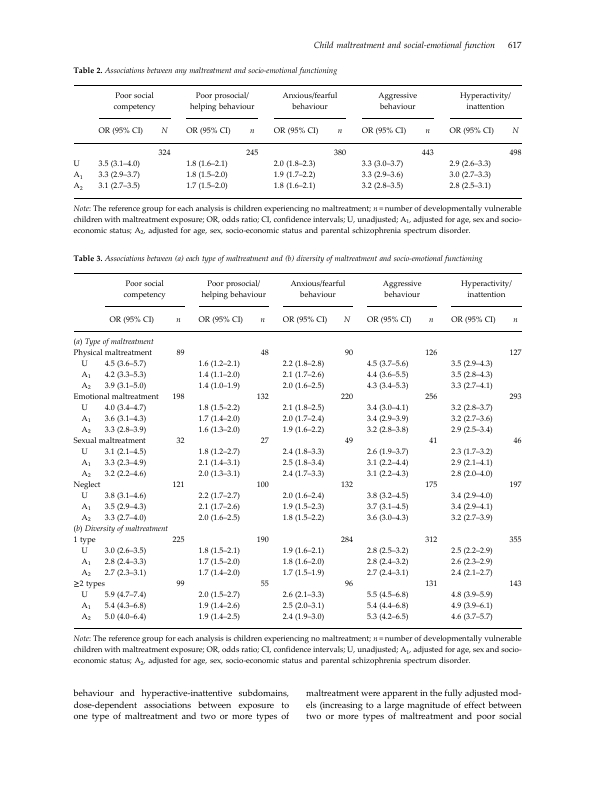 Child maltreatment and social-emotional function 617
Table 2. Associations between any maltreatment and socio-emotional functioning
Poor social competency Poor prosocial/ helping behaviour Anxious/fearful behaviour Aggressive behaviour Hyperactivity/ inattention
OR (95% CI) N OR (95% CI) n OR (95% CI) n OR (95% CI) n OR (95% CI) N
324 245 380 443 498
U 3.5 (3.1–4.0) 1.8 (1.6–2.1) 2.0 (1.8–2.3) 3.3 (3.0–3.7) 2.9 (2.6–3.3)
A1 3.3 (2.9–3.7) 1.8 (1.5–2.0) 1.9 (1.7–2.2) 3.3 (2.9–3.6) 3.0 (2.7–3.3)
A2 3.1 (2.7–3.5) 1.7 (1.5–2.0) 1.8 (1.6–2.1) 3.2 (2.8–3.5) 2.8 (2.5–3.1)
Note: The reference group for each analysis is children experiencing no maltreatment; n = number of developmentally vulnerable
children with maltreatment exposure; OR, odds ratio; CI, confidence intervals; U, unadjusted; A1, adjusted for age, sex and socio-
economic status; A2, adjusted for age, sex, socio-economic status and parental schizophrenia spectrum disorder.
Table 3. Associations between (a) each type of maltreatment and (b) diversity of maltreatment and socio-emotional functioning
Poor social competency Poor prosocial/ helping behaviour Anxious/fearful behaviour Aggressive behaviour Hyperactivity/ inattention
OR (95% CI) n OR (95% CI) n OR (95% CI) N OR (95% CI) n OR (95% CI) n
(a) Type of maltreatment
Physical maltreatment 89 48 90 126 127
U 4.5 (3.6–5.7) 1.6 (1.2–2.1) 2.2 (1.8–2.8) 4.5 (3.7–5.6) 3.5 (2.9–4.3)
A1 4.2 (3.3–5.3) 1.4 (1.1–2.0) 2.1 (1.7–2.6) 4.4 (3.6–5.5) 3.5 (2.8–4.3)
A2 3.9 (3.1–5.0) 1.4 (1.0–1.9) 2.0 (1.6–2.5) 4.3 (3.4–5.3) 3.3 (2.7–4.1)
Emotional maltreatment 198 132 220 256 293
U 4.0 (3.4–4.7) 1.8 (1.5–2.2) 2.1 (1.8–2.5) 3.4 (3.0–4.1) 3.2 (2.8–3.7)
A1 3.6 (3.1–4.3) 1.7 (1.4–2.0) 2.0 (1.7–2.4) 3.4 (2.9–3.9) 3.2 (2.7–3.6)
A2 3.3 (2.8–3.9) 1.6 (1.3–2.0) 1.9 (1.6–2.2) 3.2 (2.8–3.8) 2.9 (2.5–3.4)
Sexual maltreatment 32 27 49 41 46
U 3.1 (2.1–4.5) 1.8 (1.2–2.7) 2.4 (1.8–3.3) 2.6 (1.9–3.7) 2.3 (1.7–3.2)
A1 3.3 (2.3–4.9) 2.1 (1.4–3.1) 2.5 (1.8–3.4) 3.1 (2.2–4.4) 2.9 (2.1–4.1)
A2 3.2 (2.2–4.6) 2.0 (1.3–3.1) 2.4 (1.7–3.3) 3.1 (2.2–4.3) 2.8 (2.0–4.0)
Neglect 121 100 132 175 197
U 3.8 (3.1–4.6) 2.2 (1.7–2.7) 2.0 (1.6–2.4) 3.8 (3.2–4.5) 3.4 (2.9–4.0)
A1 3.5 (2.9–4.3) 2.1 (1.7–2.6) 1.9 (1.5–2.3) 3.7 (3.1–4.5) 3.4 (2.9–4.1)
A2 3.3 (2.7–4.0) 2.0 (1.6–2.5) 1.8 (1.5–2.2) 3.6 (3.0–4.3) 3.2 (2.7–3.9)
(b) Diversity of maltreatment
1 type 225 190 284 312 355
U 3.0 (2.6–3.5) 1.8 (1.5–2.1) 1.9 (1.6–2.1) 2.8 (2.5–3.2) 2.5 (2.2–2.9)
A1 2.8 (2.4–3.3) 1.7 (1.5–2.0) 1.8 (1.6–2.0) 2.8 (2.4–3.2) 2.6 (2.3–2.9)
A2 2.7 (2.3–3.1) 1.7 (1.4–2.0) 1.7 (1.5–1.9) 2.7 (2.4–3.1) 2.4 (2.1–2.7)
≥2 types 99 55 96 131 143
U 5.9 (4.7–7.4) 2.0 (1.5–2.7) 2.6 (2.1–3.3) 5.5 (4.5–6.8) 4.8 (3.9–5.9)
A1 5.4 (4.3–6.8) 1.9 (1.4–2.6) 2.5 (2.0–3.1) 5.4 (4.4–6.8) 4.9 (3.9–6.1)
A2 5.0 (4.0–6.4) 1.9 (1.4–2.5) 2.4 (1.9–3.0) 5.3 (4.2–6.5) 4.6 (3.7–5.7)
Note: The reference group for each analysis is children experiencing no maltreatment; n = number of developmentally vulnerable
children with maltreatment exposure; OR, odds ratio; CI, confidence intervals; U, unadjusted; A1, adjusted for age, sex and socio-
economic status; A2, adjusted for age, sex, socio-economic status and parental schizophrenia spectrum disorder.
behaviour and hyperactive-inattentive subdomains,
dose-dependent associations between exposure to
one type of maltreatment and two or more types of
maltreatment were apparent in the fully adjusted mod-
els (increasing to a large magnitude of effect between
two or more types of maltreatment and poor social